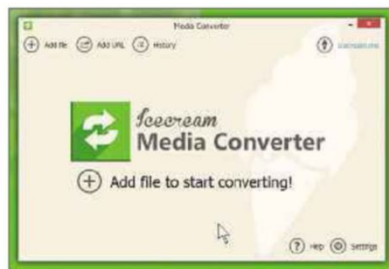 Media Converter
Add file Add URL History
Icecream
Media Converter
Add file to start converting!
Help Settings